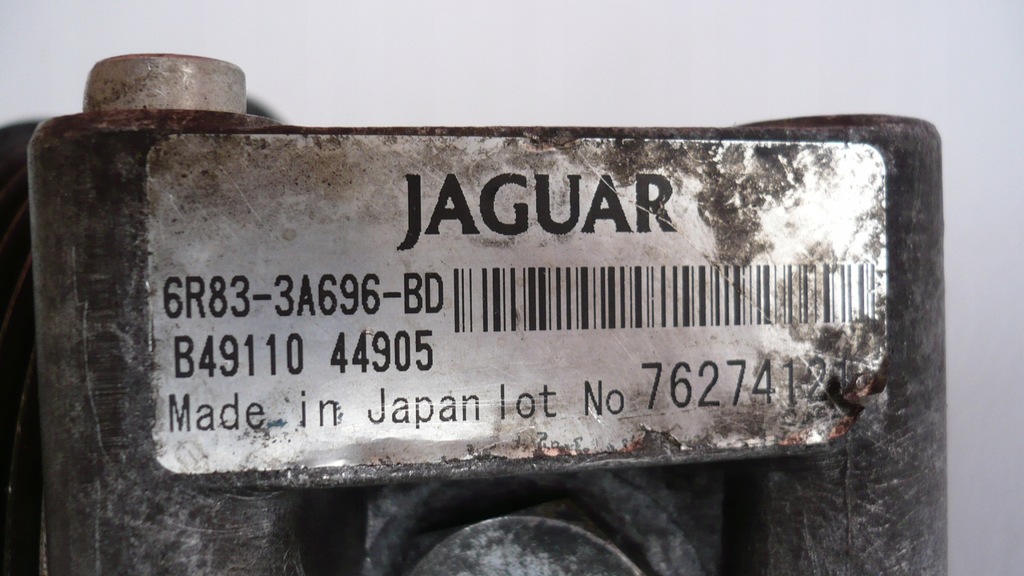 JAGUAR
6R83-3A696-BD
B49110 44905
Made in Japan lot No